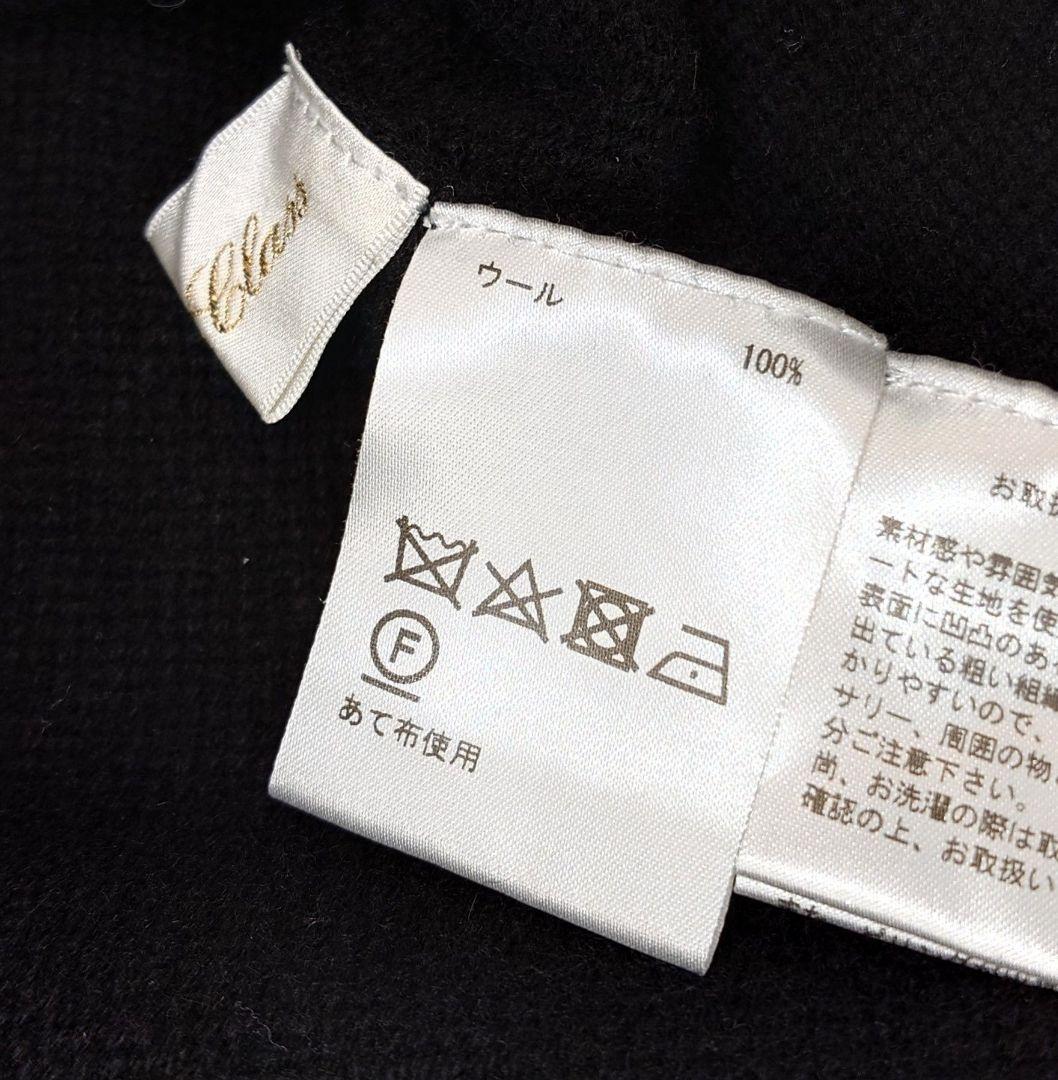 Class
ウール
100%
F
あて布使用
お取扱
素材感や雰囲気
ートな生地を使
表面に凹凸のあ
出ている粗い組織
かりやすいので、
サリー、周囲の物
分ご注意下さい。
尚、お洗濯の際は取
確認の上、お取扱い